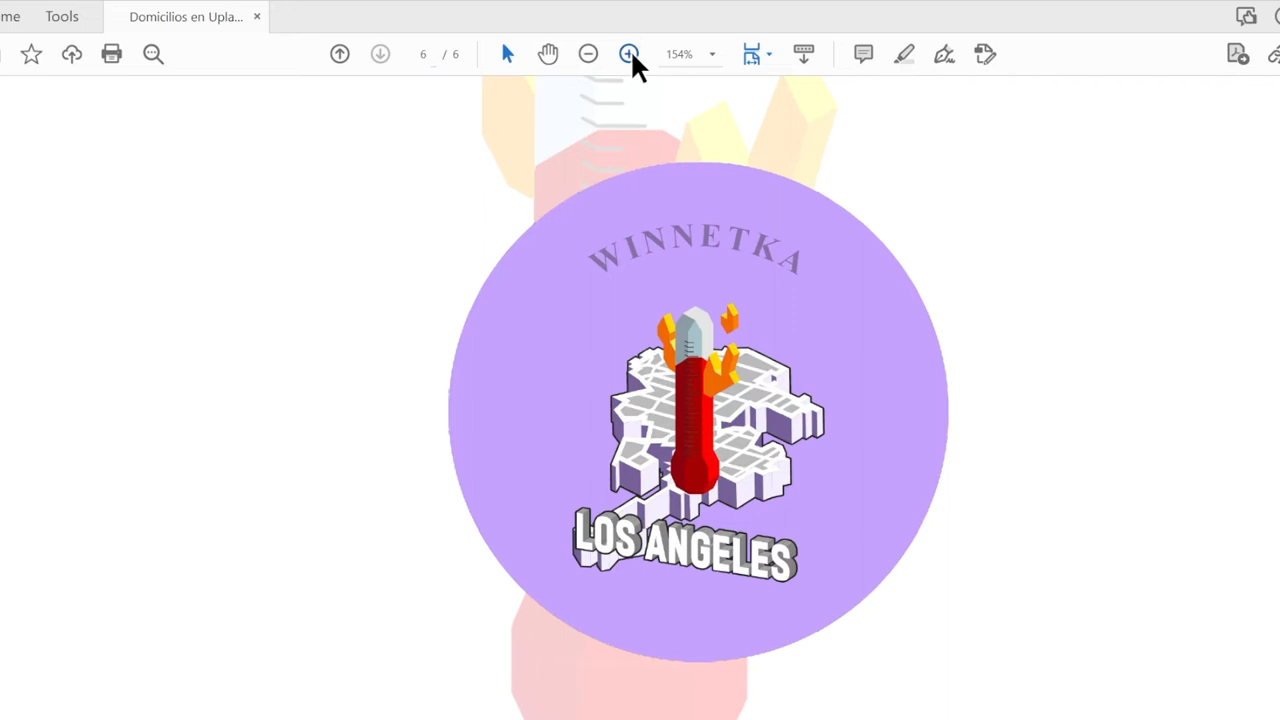 me
Tools
Domicilios en Upla...
×
6 / 6
154%
WINNETKA
LOS ANGELES